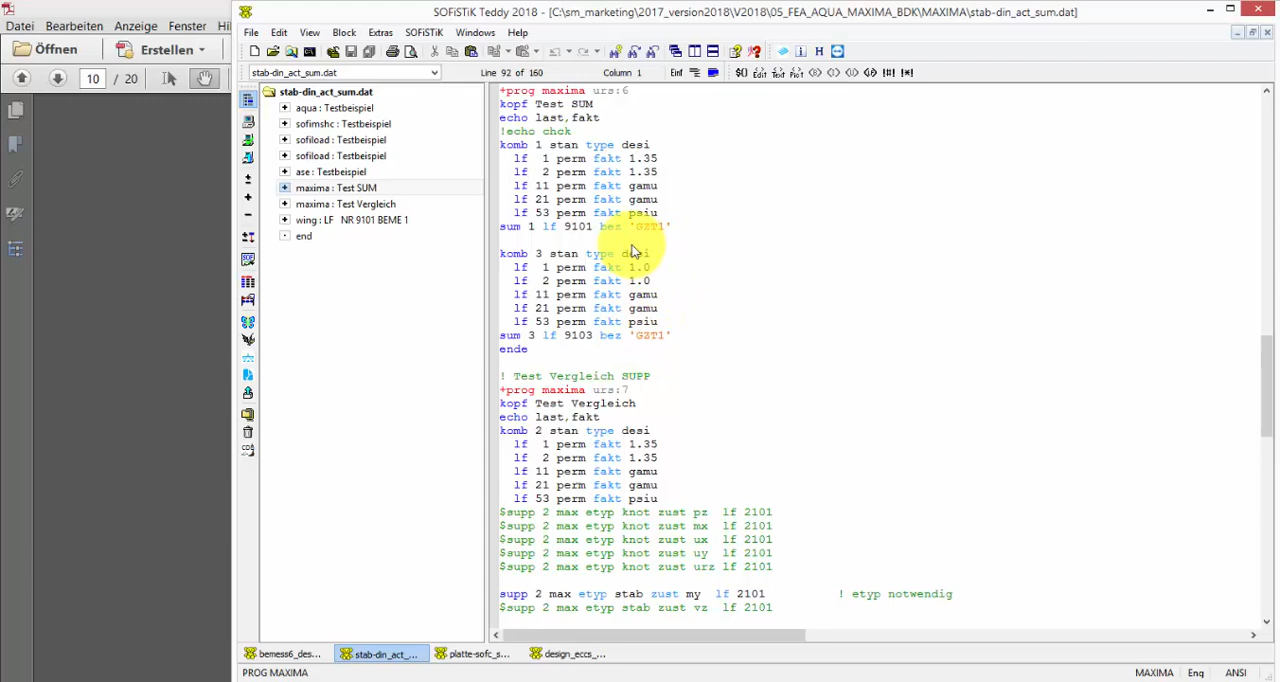 SOFiSTiK Teddy 2018 - [C:\sm_marketing\2017_version2018\V2018\05_FEA_AQUA_MAXIMA_BDK\MAXIMA\stab-din_act_sum.dat]
Datei Bearbeiten Anzeige Fenster Hil
File Edit View Block Extras SOFiSTiK Windows Help
Öffnen Erstellen
stab-din_act_sum.dat Line 92 of 160 Column 1 Einf
10 / 20
stab-din_act_sum.dat
aqua : Testbeispiel
sofimshc : Testbeispiel
sofiload : Testbeispiel
sofiload : Testbeispiel
ase : Testbeispiel
maxima : Test SUM
maxima : Test Vergleich
wing : LF NR 9101 BEME 1
end
+prog maxima urs:6
kopf Test SUM
echo last,fakt
!echo chck
komb 1 stan type desi
lf 1 perm fakt 1.35
lf 2 perm fakt 1.35
lf 11 perm fakt gamu
lf 21 perm fakt gamu
lf 53 perm fakt psiu
sum 1 lf 9101 bez 'GZT1'
komb 3 stan type desi
lf 1 perm fakt 1.0
lf 2 perm fakt 1.0
lf 11 perm fakt gamu
lf 21 perm fakt gamu
lf 53 perm fakt psiu
sum 3 lf 9103 bez 'GZT1'
ende
! Test Vergleich SUPP
+prog maxima urs:7
kopf Test Vergleich
echo last,fakt
komb 2 stan type desi
lf 1 perm fakt 1.35
lf 2 perm fakt 1.35
lf 11 perm fakt gamu
lf 21 perm fakt gamu
lf 53 perm fakt psiu
$supp 2 max etyp knot zust pz lf 2101
$supp 2 max etyp knot zust mx lf 2101
$supp 2 max etyp knot zust ux lf 2101
$supp 2 max etyp knot zust uy lf 2101
$supp 2 max etyp knot zust urz lf 2101
supp 2 max etyp stab zust my lf 2101 ! etyp notwendig
$supp 2 max etyp stab zust vz lf 2101
bemess6_des... stab-din_act_... platte-sofc_s... design_eccs_...
PROG MAXIMA MAXIMA Eng ANSI